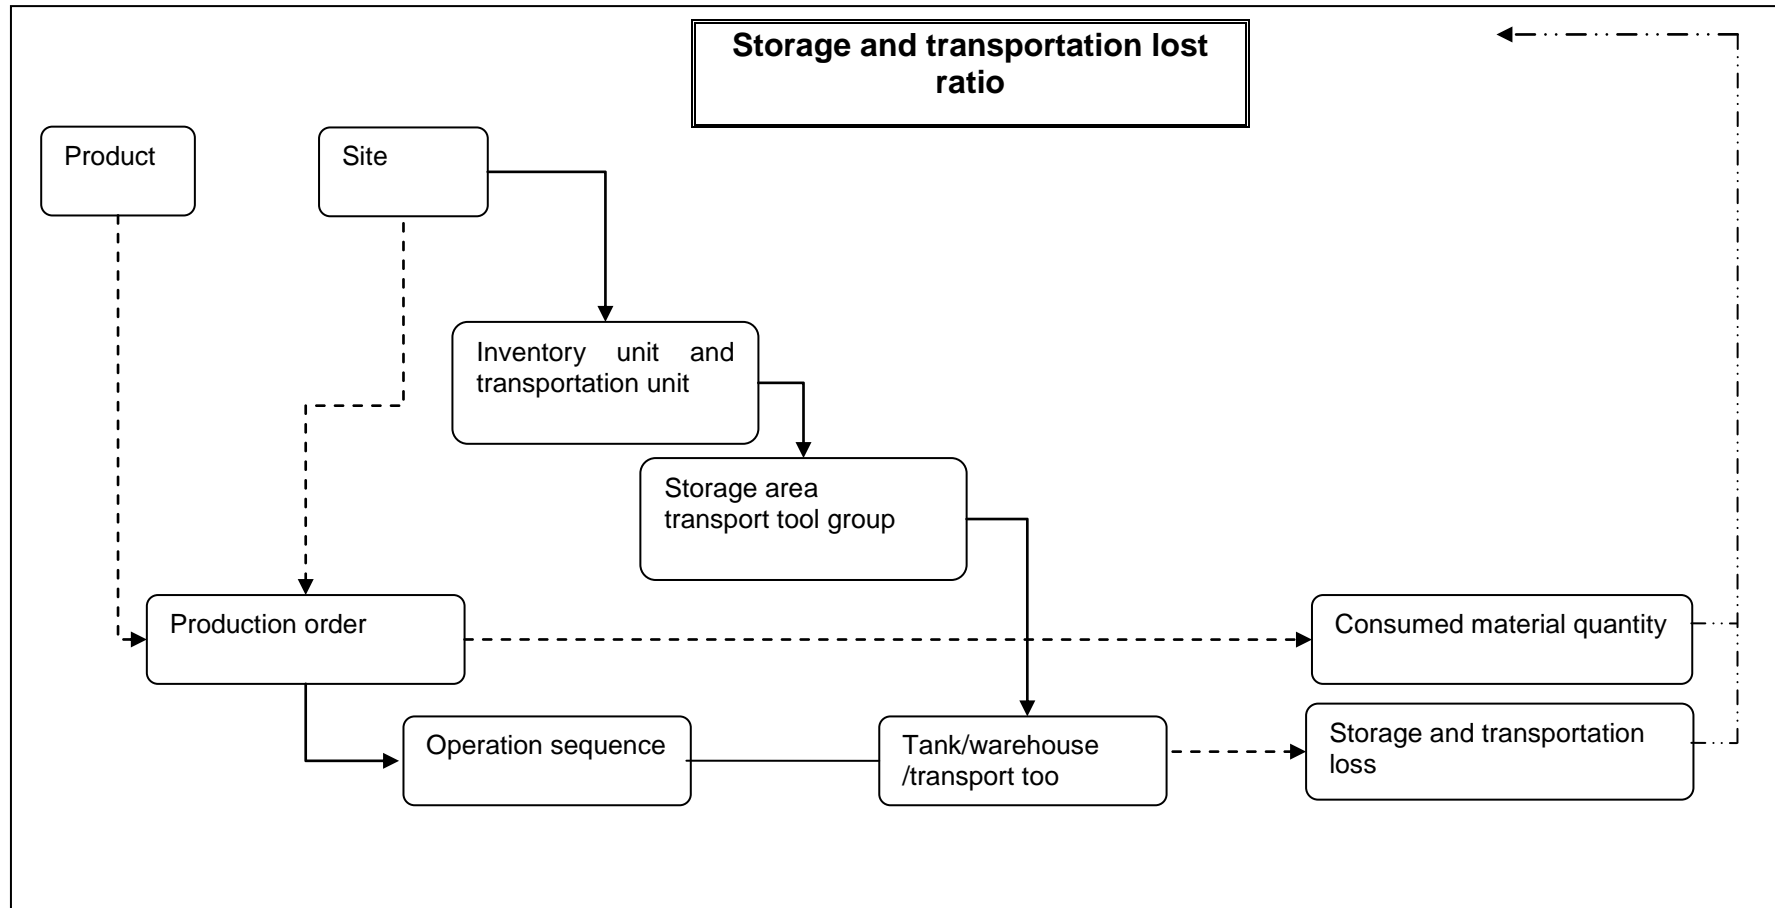 Storage and transportation lost
ratio
Product
Site
Inventory unit and
transportation unit
Storage area
transport tool group
Production order
Consumed material quantity
Operation sequence
Tank/warehouse
/transport too
Storage and transportation
loss